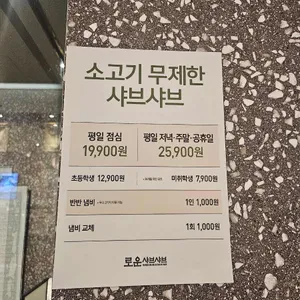 소고기 무제한
샤브샤브
평일 점심
19,900원
평일 저녁·주말·공휴일
25,900원
초등학생 12,900원
미취학생 7,900원
반반 냄비
1인 1,000원
냄비 교체
1회 1,000원
로운 샤브샤브